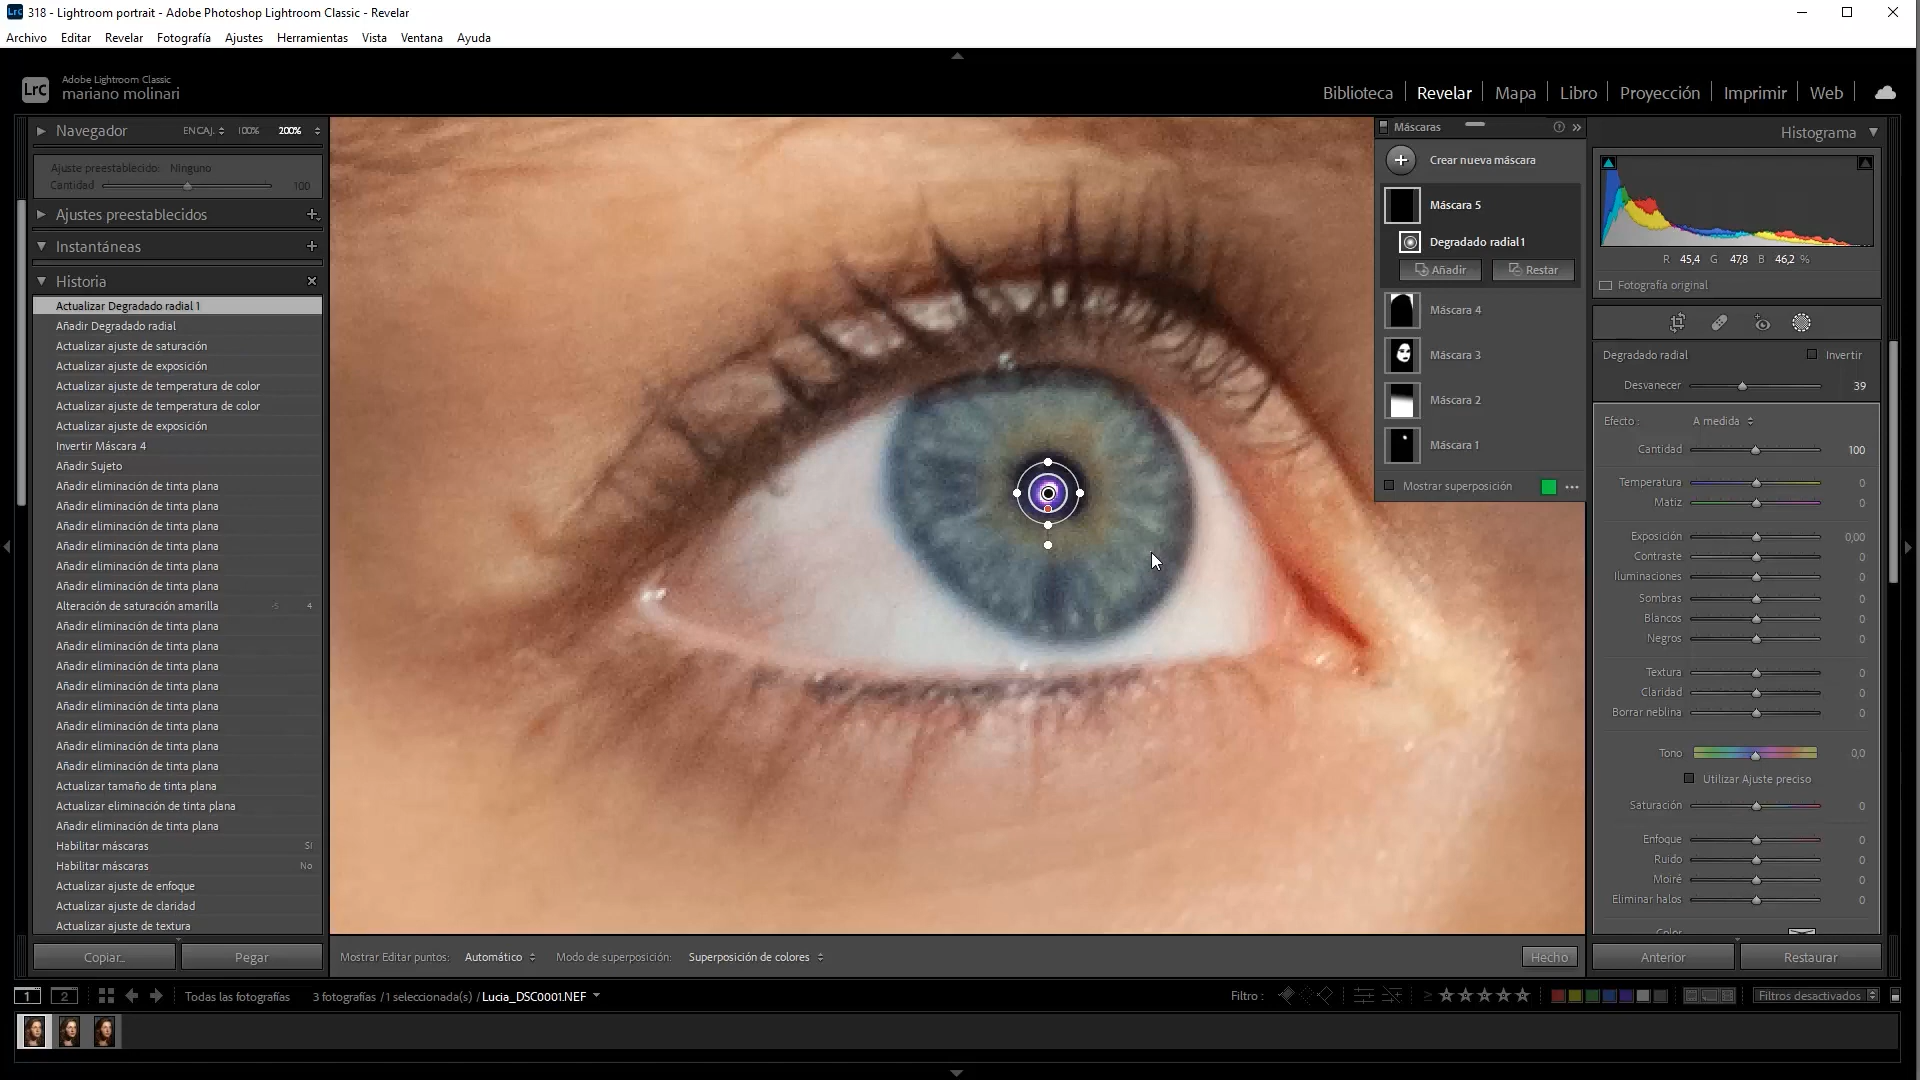 318 - Lightroom portrait - Adobe Photoshop Lightroom Classic - Revelar
Archivo Editar Revelar Fotografía Ajustes Herramientas Vista Ventana Ayuda
LrC Adobe Lightroom Classic
mariano molinari
Biblioteca Revelar Mapa Libro Proyección Imprimir Web
Navegador ENCAJ. 100% 200%
Ajuste preestablecido: Ninguno
Cantidad 100
Ajustes preestablecidos
Instantáneas
Historia
Actualizar Degradado radial 1
Añadir Degradado radial
Actualizar ajuste de saturación
Actualizar ajuste de exposición
Actualizar ajuste de temperatura de color
Actualizar ajuste de temperatura de color
Actualizar ajuste de exposición
Invertir Máscara 4
Añadir Sujeto
Añadir eliminación de tinta plana
Añadir eliminación de tinta plana
Añadir eliminación de tinta plana
Añadir eliminación de tinta plana
Añadir eliminación de tinta plana
Añadir eliminación de tinta plana
Alteración de saturación amarilla -5 4
Añadir eliminación de tinta plana
Añadir eliminación de tinta plana
Añadir eliminación de tinta plana
Añadir eliminación de tinta plana
Añadir eliminación de tinta plana
Añadir eliminación de tinta plana
Añadir eliminación de tinta plana
Añadir eliminación de tinta plana
Actualizar tamaño de tinta plana
Actualizar eliminación de tinta plana
Añadir eliminación de tinta plana
Habilitar máscaras Sí
Habilitar máscaras No
Actualizar ajuste de enfoque
Actualizar ajuste de claridad
Actualizar ajuste de textura
Copiar... Pegar
Máscaras
Crear nueva máscara
Máscara 5
Degradado radial 1
Añadir Restar
Máscara 4
Máscara 3
Máscara 2
Máscara 1
Mostrar superposición
Histograma
R 45,4 G 47,8 B 46,2 %
Fotografía original
Degradado radial Invertir
Desvanecer 39
Efecto : A medida
Cantidad 100
Temperatura 0
Matiz 0
Exposición 0,00
Contraste 0
Iluminaciones 0
Sombras 0
Blancos 0
Negros 0
Textura 0
Claridad 0
Borrar neblina 0
Tono 0,0
Utilizar Ajuste preciso
Saturación 0
Enfoque 0
Ruido 0
Moiré 0
Eliminar halos 0
Color
Anterior Restaurar
Mostrar Editar puntos: Automático Modo de superposición: Superposición de colores Hecho
1 2 Todas las fotografías 3 fotografías /1 seleccionada(s) /Lucia_DSC0001.NEF Filtro : Filtros desactivados